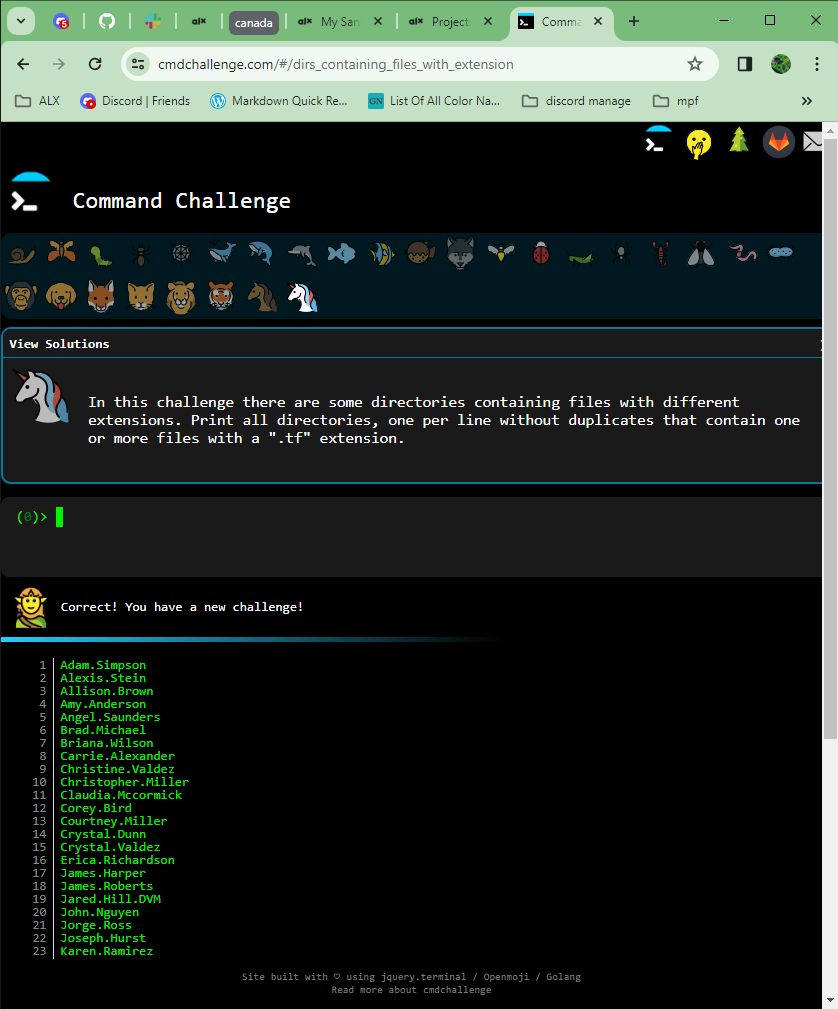 5
alx
canada
alx My San
alx Project:
Comma
cmdchallenge.com/#/dirs_containing_files_with_extension
ALX
Discord | Friends
Markdown Quick Re...
GN List Of All Color Na...
discord manage
mpf
Command Challenge
View Solutions
In this challenge there are some directories containing files with different
extensions. Print all directories, one per line without duplicates that contain one
or more files with a ".tf" extension.
(0)>
Correct! You have a new challenge!
1 Adam.Simpson
2 Alexis.Stein
3 Allison.Brown
4 Amy.Anderson
5 Angel.Saunders
6 Brad.Michael
7 Briana.Wilson
8 Carrie.Alexander
9 Christine.Valdez
10 Christopher.Miller
11 Claudia.Mccormick
12 Corey.Bird
13 Courtney.Miller
14 Crystal.Dunn
15 Crystal.Valdez
16 Erica.Richardson
17 James.Harper
18 James.Roberts
19 Jared.Hill.DVM
20 John.Nguyen
21 Jorge.Ross
22 Joseph.Hurst
23 Karen.Ramirez
Site built with ♡ using jquery.terminal / Openmoji / Golang
Read more about cmdchallenge